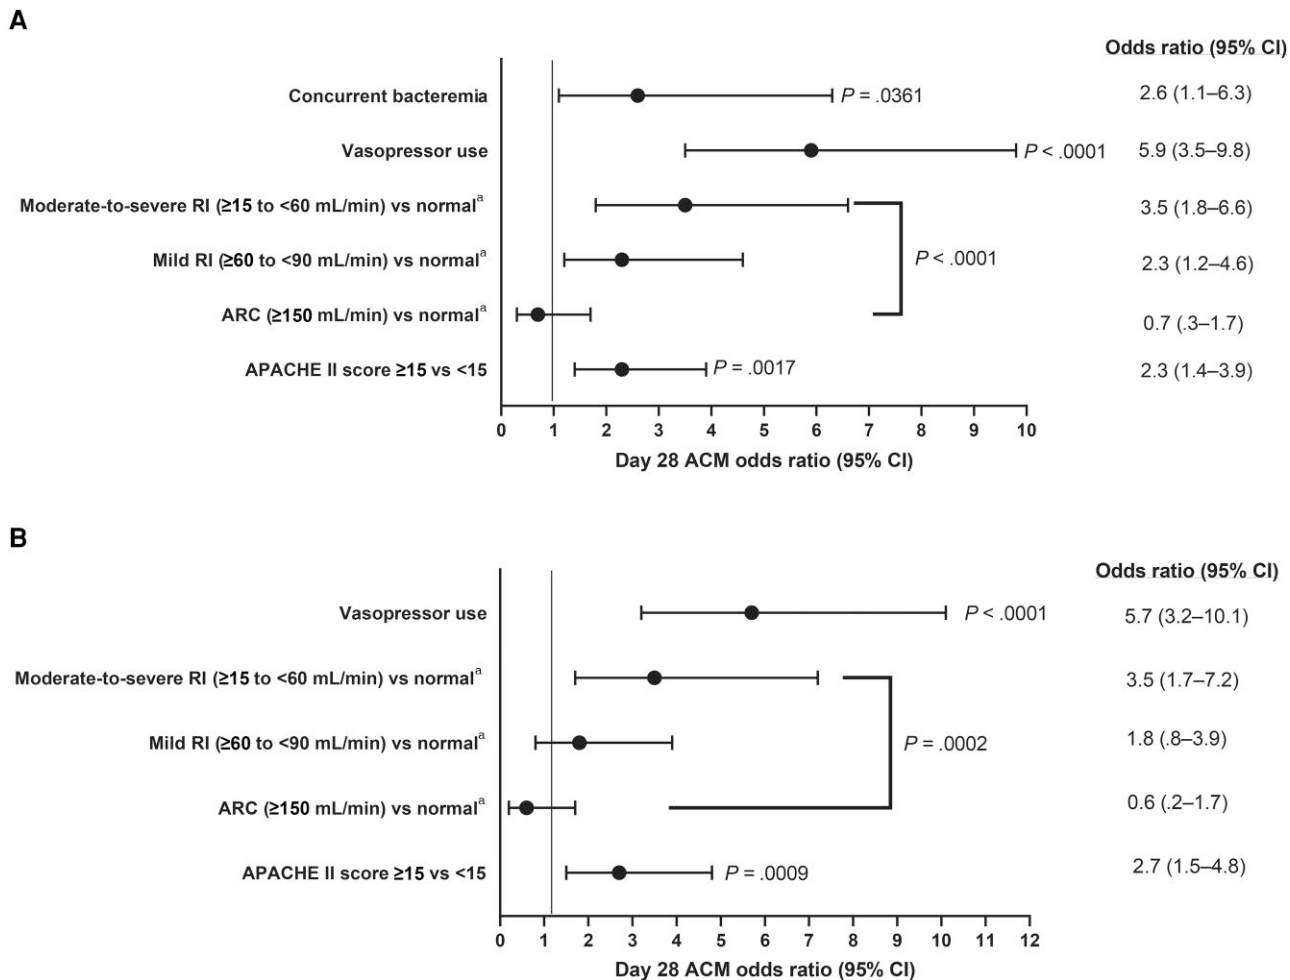 A
Odds ratio (95% CI)
Concurrent bacteremia P = .0361 2.6 (1.1–6.3)
Vasopressor use P < .0001 5.9 (3.5–9.8)
Moderate-to-severe RI (≥15 to <60 mL/min) vs normalᵃ 3.5 (1.8–6.6)
Mild RI (≥60 to <90 mL/min) vs normalᵃ P < .0001 2.3 (1.2–4.6)
ARC (≥150 mL/min) vs normalᵃ 0.7 (.3–1.7)
APACHE II score ≥15 vs <15 P = .0017 2.3 (1.4–3.9)
0 1 2 3 4 5 6 7 8 9 10
Day 28 ACM odds ratio (95% CI)
B
Odds ratio (95% CI)
Vasopressor use P < .0001 5.7 (3.2–10.1)
Moderate-to-severe RI (≥15 to <60 mL/min) vs normalᵃ 3.5 (1.7–7.2)
Mild RI (≥60 to <90 mL/min) vs normalᵃ P = .0002 1.8 (.8–3.9)
ARC (≥150 mL/min) vs normalᵃ 0.6 (.2–1.7)
APACHE II score ≥15 vs <15 P = .0009 2.7 (1.5–4.8)
0 1 2 3 4 5 6 7 8 9 10 11 12
Day 28 ACM odds ratio (95% CI)